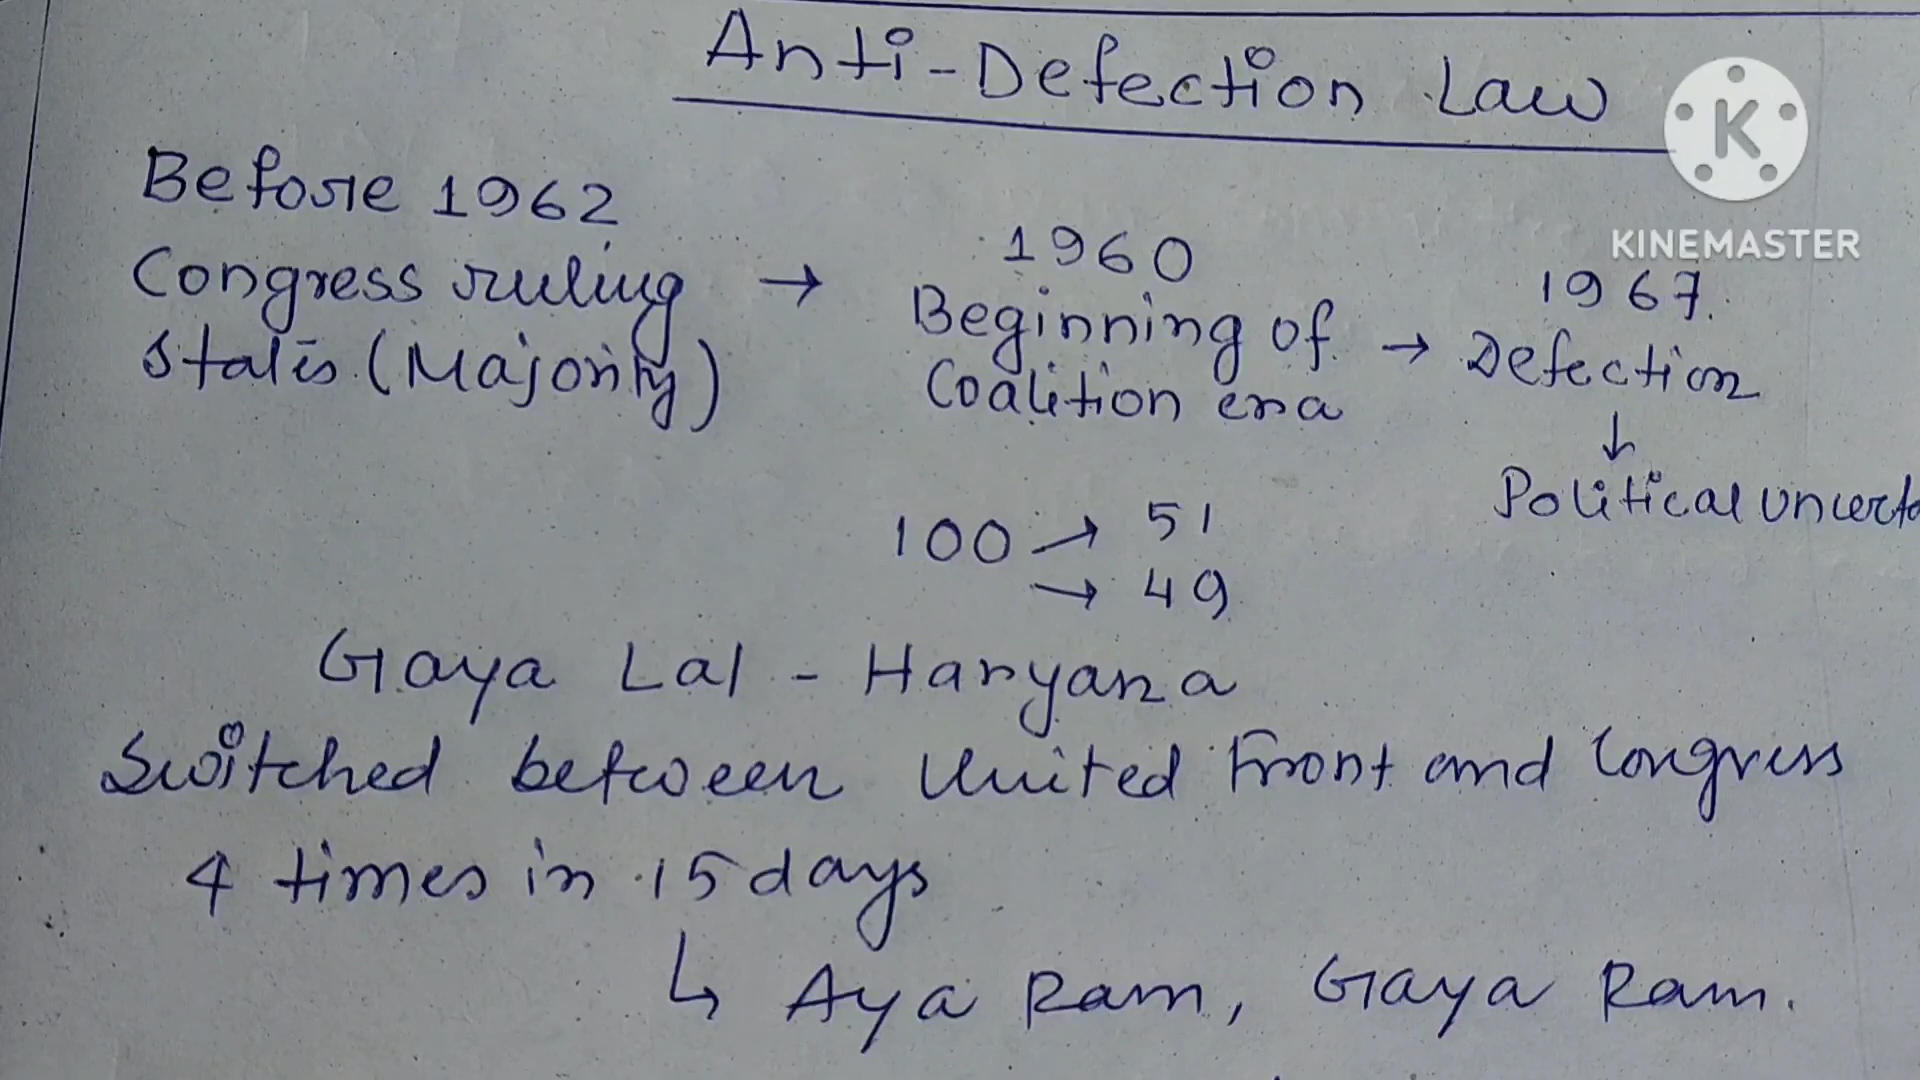 Anti-Defection Law
KINEMASTER
Before 1962
Congress ruling
states (Majority)
→
1960
Beginning of
Coalition era
→
1967.
Defection
↓
Political uncerta
100 → 51
→ 49
Gaya Lal - Haryana
Switched between United Front and Congress
4 times in 15 days
↳ Aya Ram, Gaya Ram.